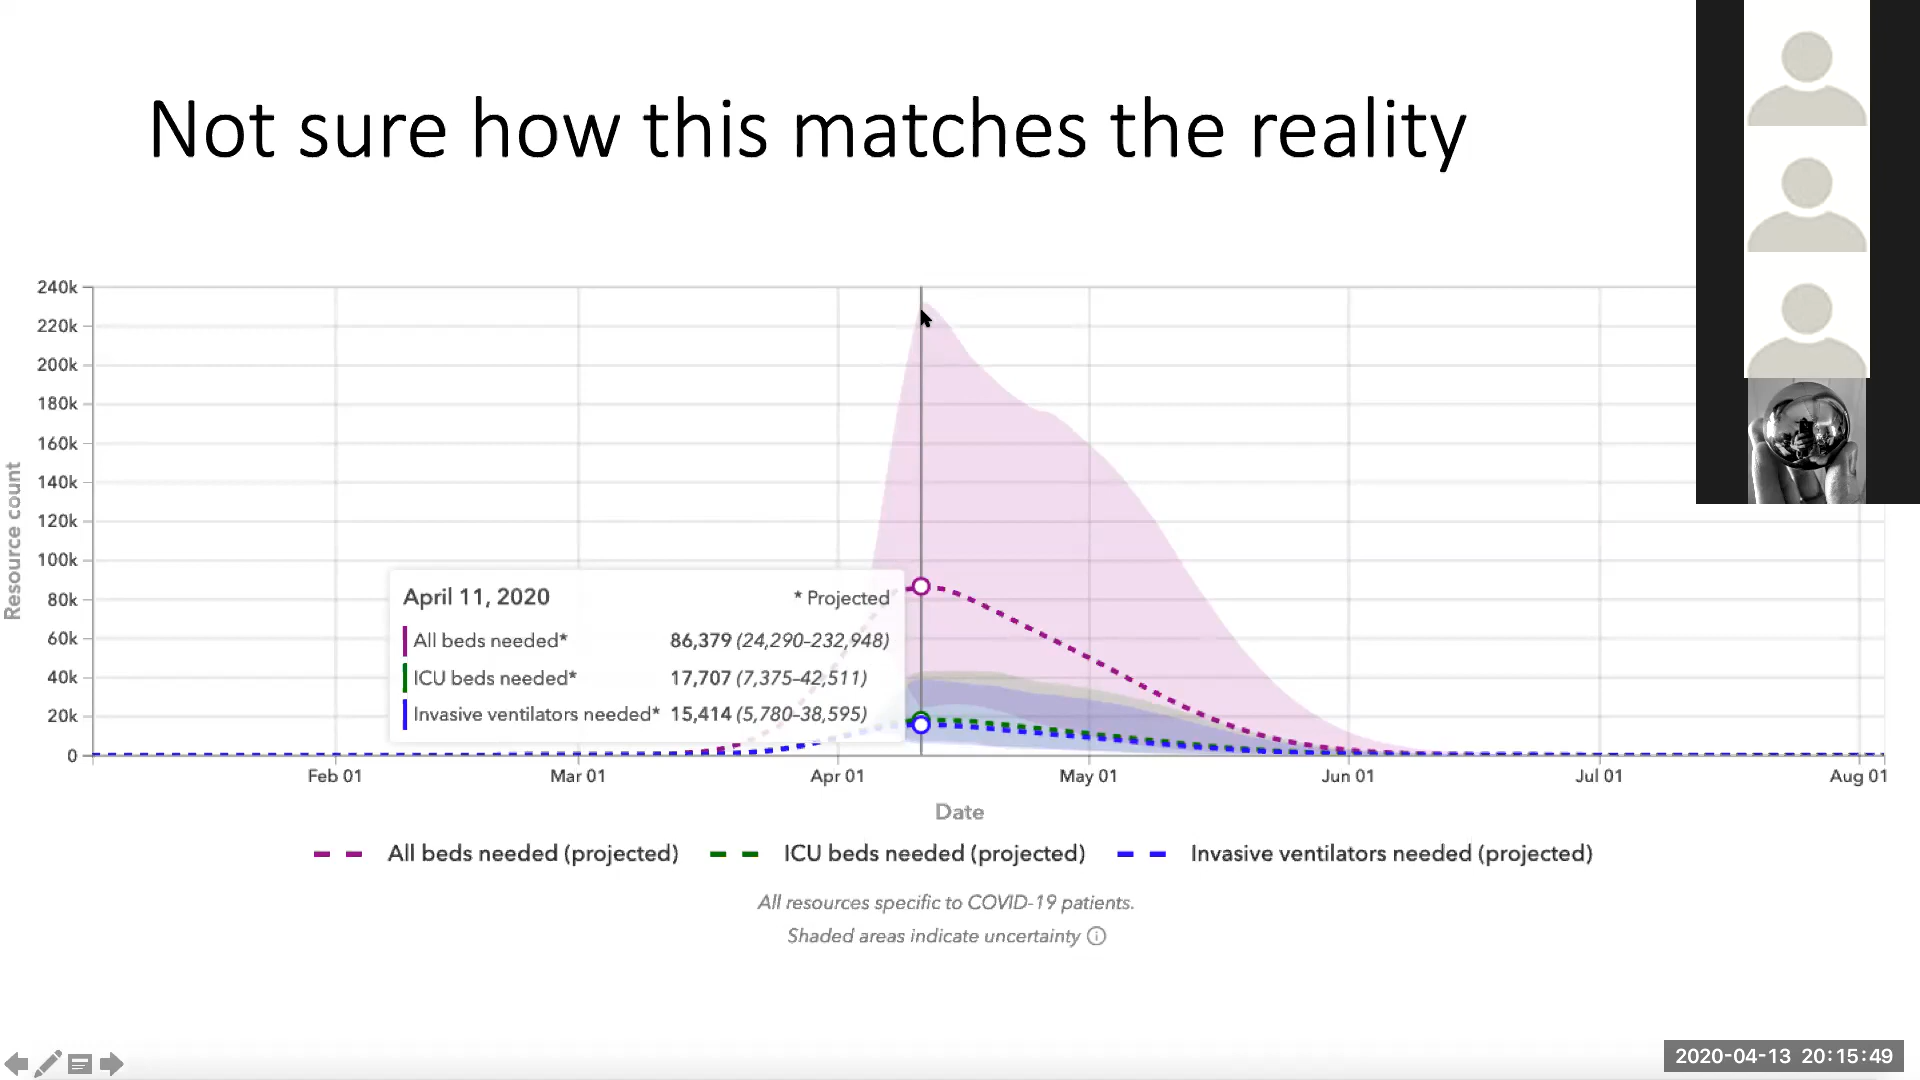 Not sure how this matches the reality
240k
220k
200k
180k
160k
140k
120k
100k
80k
60k
40k
20k
0
Resource count
April 11, 2020 * Projected
All beds needed* 86,379 (24,290–232,948)
ICU beds needed* 17,707 (7,375–42,511)
Invasive ventilators needed* 15,414 (5,780–38,595)
Feb 01 Mar 01 Apr 01 May 01 Jun 01 Jul 01 Aug 01
Date
All beds needed (projected) ICU beds needed (projected) Invasive ventilators needed (projected)
All resources specific to COVID-19 patients.
Shaded areas indicate uncertainty
2020-04-13 20:15:49